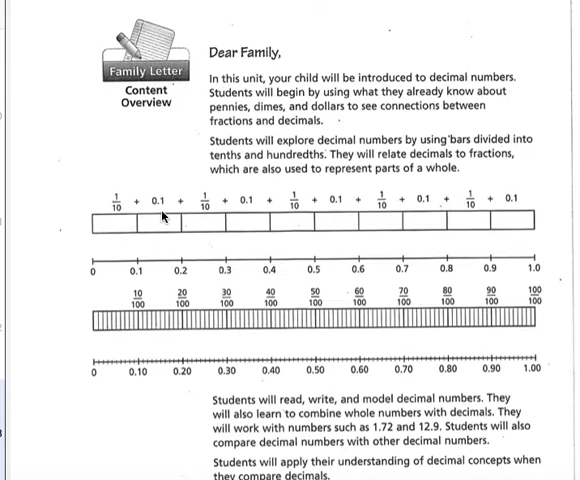 Family Letter
Content
Overview
Dear Family,
In this unit, your child will be introduced to decimal numbers.
Students will begin by using what they already know about
pennies, dimes, and dollars to see connections between
fractions and decimals.
Students will explore decimal numbers by using bars divided into
tenths and hundredths. They will relate decimals to fractions,
which are also used to represent parts of a whole.
1/10 + 0.1 + 1/10 + 0.1 + 1/10 + 0.1 + 1/10 + 0.1 + 1/10 + 0.1
0 0.1 0.2 0.3 0.4 0.5 0.6 0.7 0.8 0.9 1.0
10/100 20/100 30/100 40/100 50/100 60/100 70/100 80/100 90/100 100/100
0 0.10 0.20 0.30 0.40 0.50 0.60 0.70 0.80 0.90 1.00
Students will read, write, and model decimal numbers. They
will also learn to combine whole numbers with decimals. They
will work with numbers such as 1.72 and 12.9. Students will also
compare decimal numbers with other decimal numbers.
Students will apply their understanding of decimal concepts when
they compare decimals.